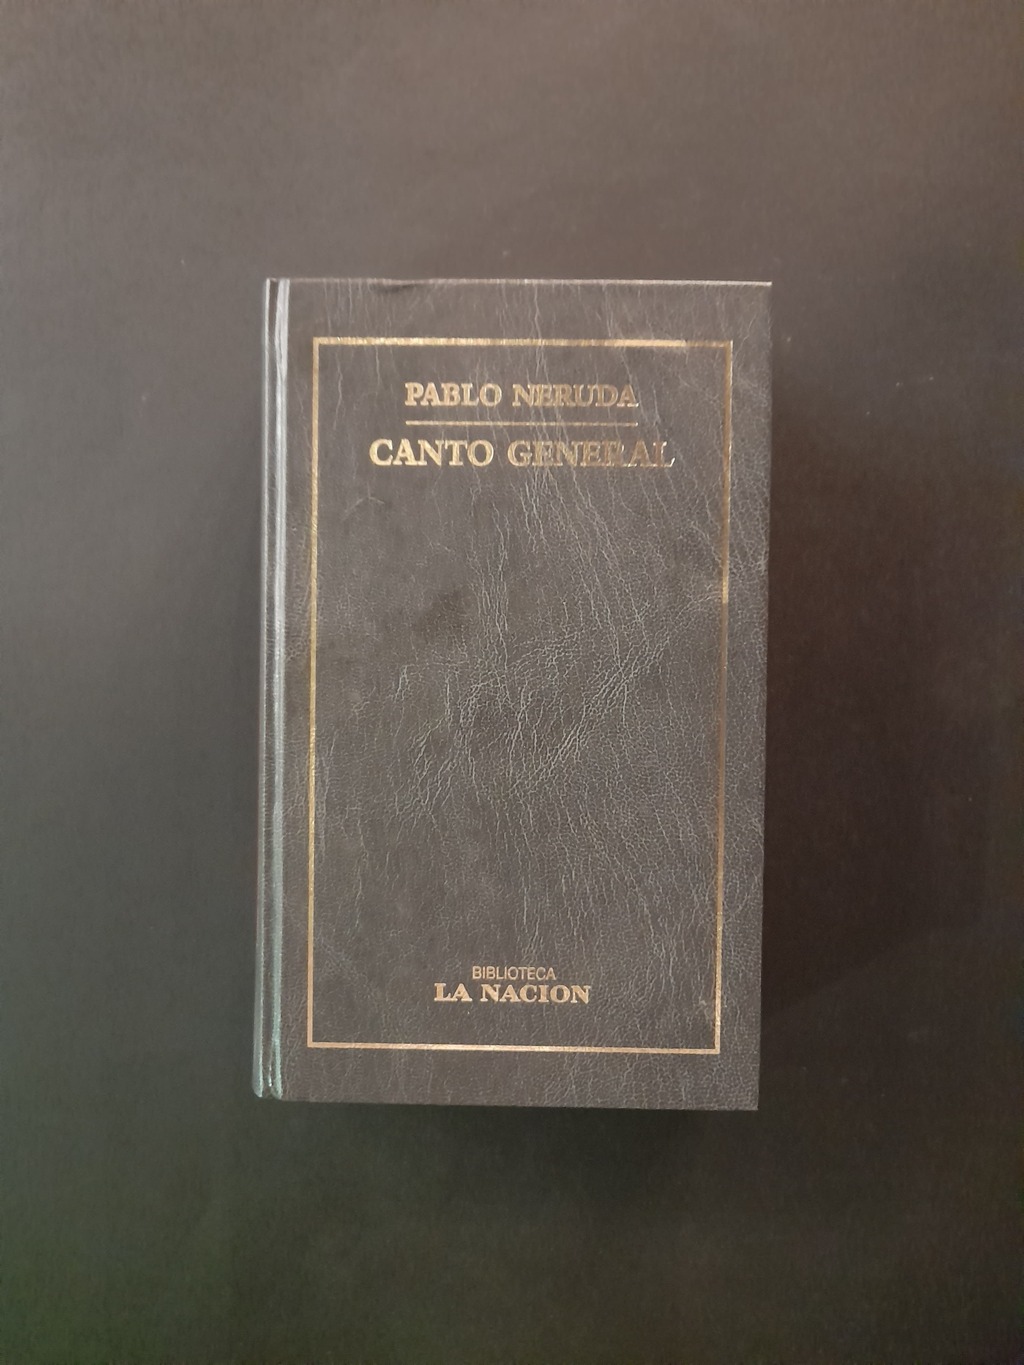 PABLO NERUDA
CANTO GENERAL
BIBLIOTECA
LA NACION